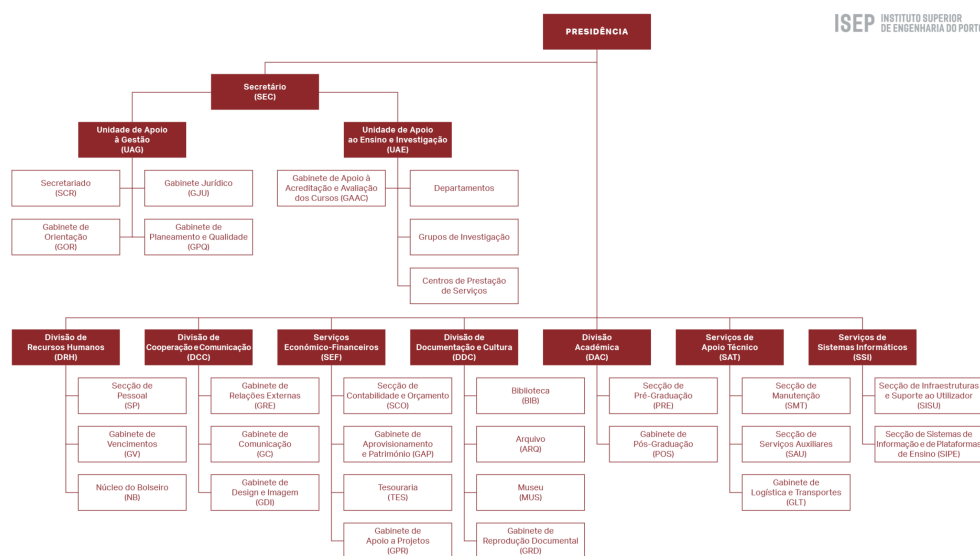 ISEP INSTITUTO SUPERIOR
DE ENGENHARIA DO PORTO
PRESIDÊNCIA
Secretário
(SEC)
Unidade de Apoio
à Gestão
(UAG)
Unidade de Apoio
ao Ensino e Investigação
(UAE)
Secretariado
(SCR)
Gabinete Jurídico
(GJU)
Gabinete de Apoio à
Acreditação e Avaliação
dos Cursos (GAAC)
Departamentos
Gabinete de
Orientação
(GOR)
Gabinete de
Planeamento e Qualidade
(GPQ)
Grupos de Investigação
Centros de Prestação
de Serviços
Divisão de
Recursos Humanos
(DRH)
Divisão de
Cooperação e Comunicação
(DCC)
Serviços
Económico-Financeiros
(SEF)
Divisão de
Documentação e Cultura
(DDC)
Divisão
Académica
(DAC)
Serviços de
Apoio Técnico
(SAT)
Serviços de
Sistemas Informáticos
(SSI)
Secção de
Pessoal
(SP)
Gabinete de
Relações Externas
(GRE)
Secção de
Contabilidade e Orçamento
(SCO)
Biblioteca
(BIB)
Secção de
Pré-Graduação
(PRE)
Secção de
Manutenção
(SMT)
Secção de Infraestruturas
e Suporte ao Utilizador
(SISU)
Gabinete de
Vencimentos
(GV)
Gabinete de
Comunicação
(GC)
Gabinete de
Aprovisionamento
e Património (GAP)
Arquivo
(ARQ)
Gabinete de
Pós-Graduação
(POS)
Secção de
Serviços Auxiliares
(SAU)
Secção de Sistemas de
Informação e de Plataformas
de Ensino (SIPE)
Núcleo do Bolseiro
(NB)
Gabinete de
Design e Imagem
(GDI)
Tesouraria
(TES)
Museu
(MUS)
Gabinete de
Logística e Transportes
(GLT)
Gabinete de
Apoio a Projetos
(GPR)
Gabinete de
Reprodução Documental
(GRD)